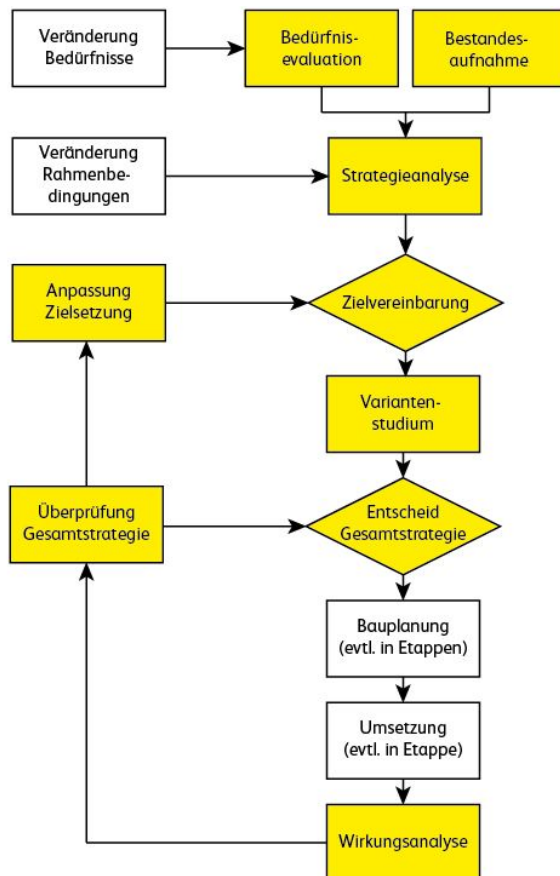 Veränderung
Bedürfnisse
Bedürfnis-
evaluation
Bestandes-
aufnahme
Veränderung
Rahmenbe-
dingungen
Strategieanalyse
Anpassung
Zielsetzung
Zielvereinbarung
Varianten-
studium
Überprüfung
Gesamtstrategie
Entscheid
Gesamtstrategie
Bauplanung
(evtl. in Etappen)
Umsetzung
(evtl. in Etappe)
Wirkungsanalyse